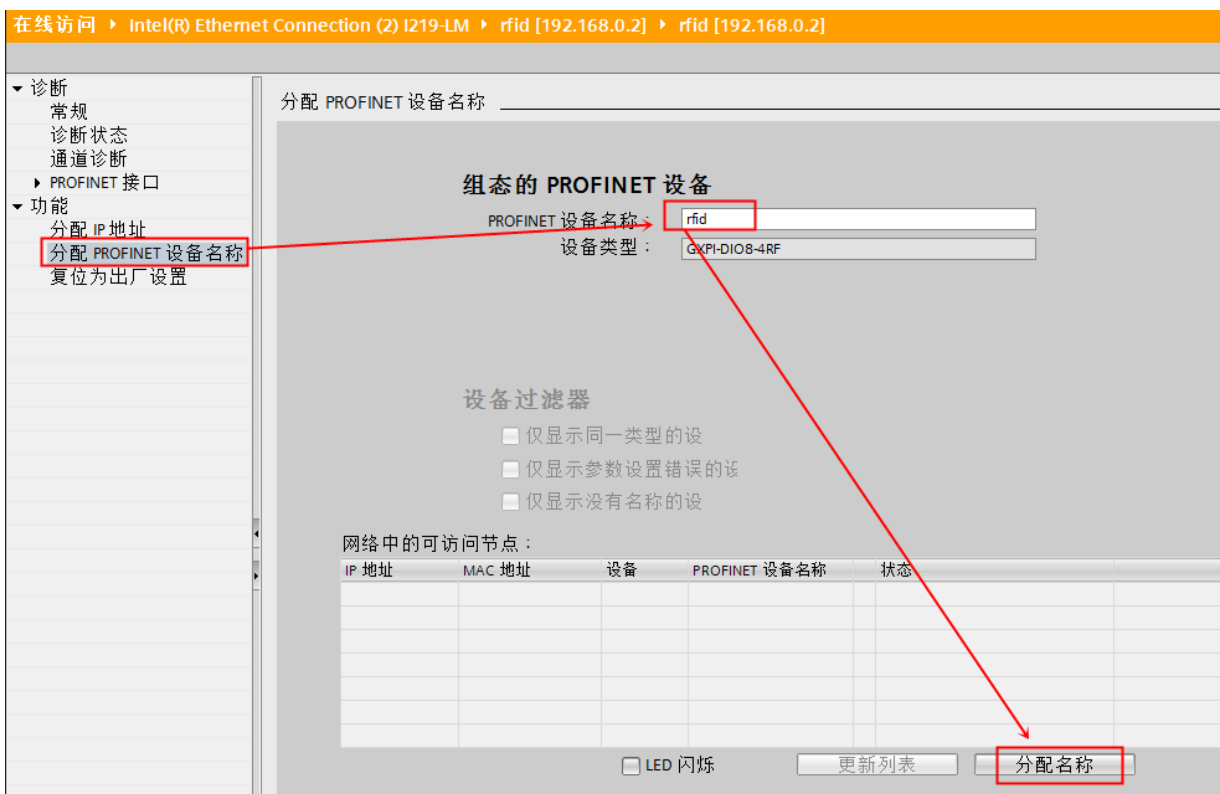 在线访问 ▸ Intel(R) Ethernet Connection (2) I219-LM ▸ rfid [192.168.0.2] ▸ rfid [192.168.0.2]
诊断
常规
诊断状态
通道诊断
PROFINET 接口
功能
分配 IP 地址
分配 PROFINET 设备名称
复位为出厂设置
分配 PROFINET 设备名称
组态的 PROFINET 设备
PROFINET 设备名称： rfid
设备类型： GXPI-DIO8-4RF
设备过滤器
仅显示同一类型的设
仅显示参数设置错误的设
仅显示没有名称的设
网络中的可访问节点：
IP 地址 MAC 地址 设备 PROFINET 设备名称 状态
LED 闪烁 更新列表 分配名称